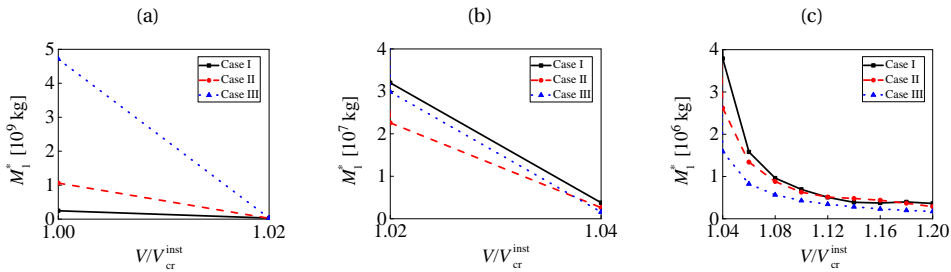 (a)
5
4
3
2
1
0
1.00
1.02
M₁* [10⁹ kg]
V/V_cr^inst
Case I
Case II
Case III
(b)
4
3
2
1
0
1.02
1.04
M₁* [10⁷ kg]
V/V_cr^inst
Case I
Case II
Case III
(c)
4
3
2
1
0
1.04
1.08
1.12
1.16
1.20
M₁* [10⁶ kg]
V/V_cr^inst
Case I
Case II
Case III